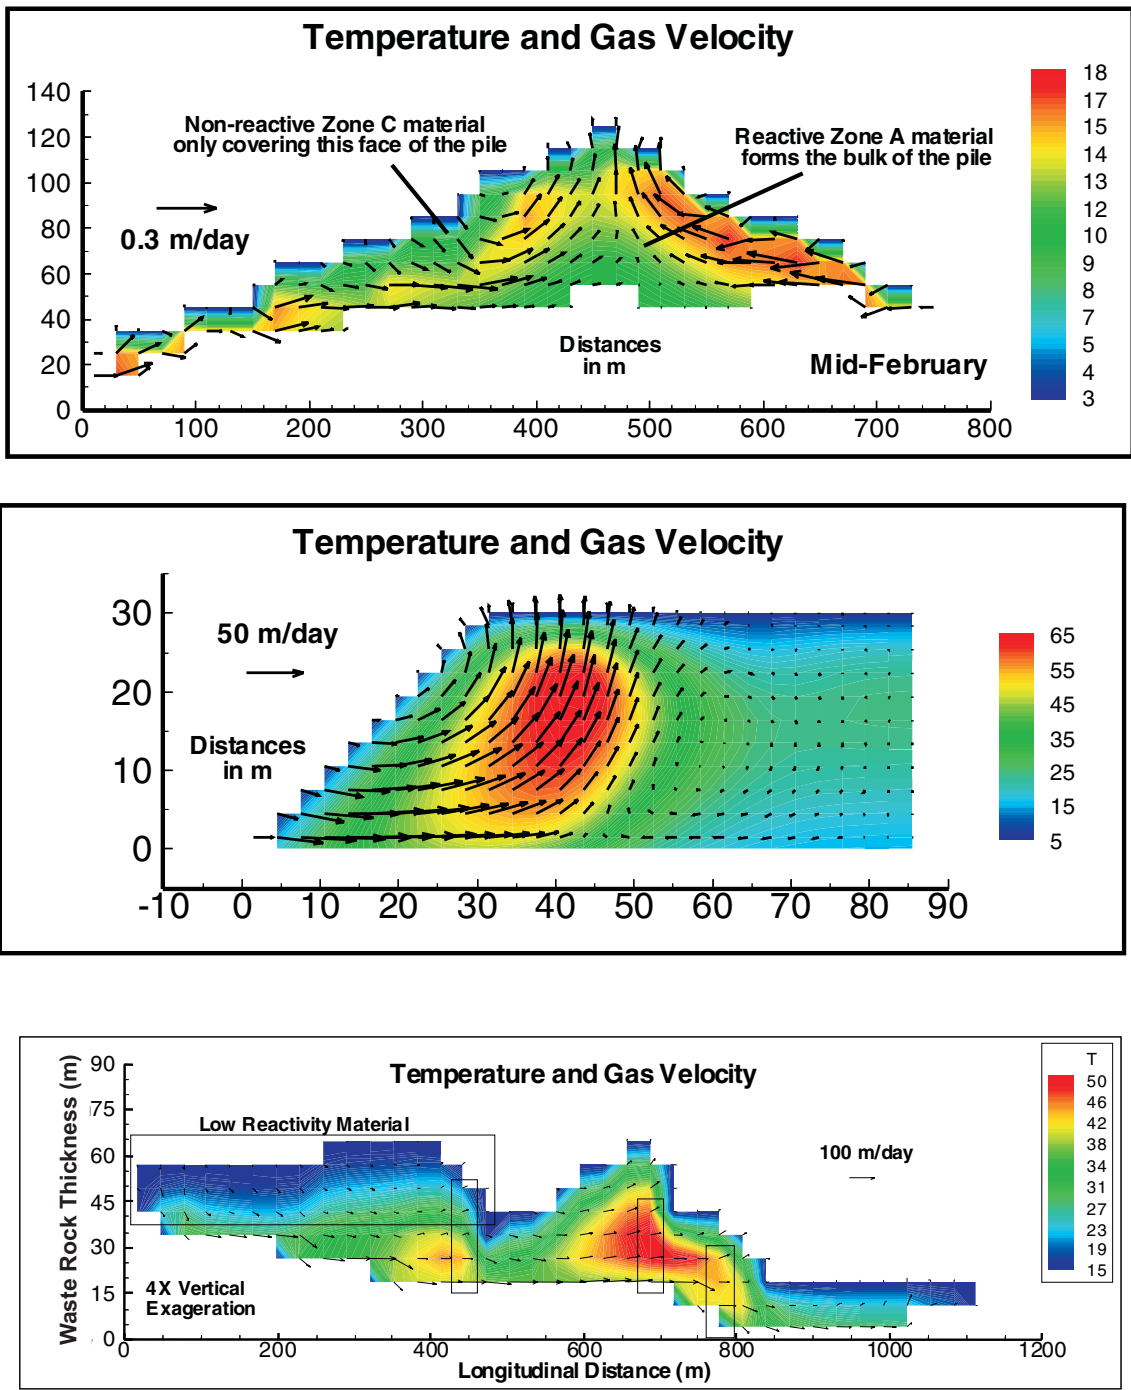 Temperature and Gas Velocity
140
120
100
80
60
40
20
0
Non-reactive Zone C material
only covering this face of the pile
Reactive Zone A material
forms the bulk of the pile
0.3 m/day
Distances
in m
Mid-February
0 100 200 300 400 500 600 700 800
18
17
15
14
13
12
10
9
8
7
5
4
3
Temperature and Gas Velocity
30
20
10
0
50 m/day
Distances
in m
-10 0 10 20 30 40 50 60 70 80 90
65
55
45
35
25
15
5
Temperature and Gas Velocity
Waste Rock Thickness (m)
90
75
60
45
30
15
0
Low Reactivity Material
100 m/day
4X Vertical
Exageration
0 200 400 600 800 1000 1200
Longitudinal Distance (m)
T
50
46
42
38
34
31
27
23
19
15